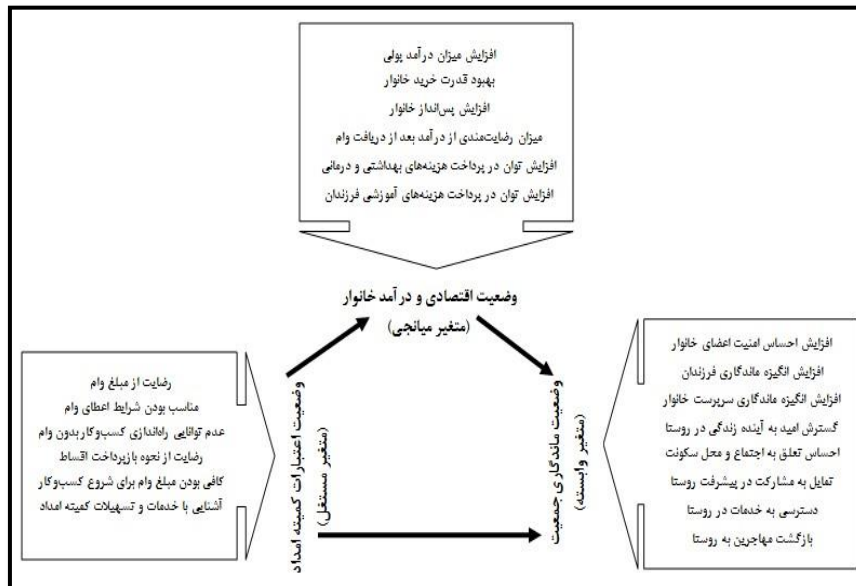 افزایش میزان درآمد پولی
بهبود قدرت خرید خانوار
افزایش پس‌انداز خانوار
میزان رضایت‌مندی از درآمد بعد از دریافت وام
افزایش توان در پرداخت هزینه‌های بهداشتی و درمانی
افزایش توان در پرداخت هزینه‌های آموزشی فرزندان
وضعیت اقتصادی و درآمد خانوار
(متغیر میانجی)
افزایش احساس امنیت اعضای خانوار
افزایش انگیزه ماندگاری فرزندان
افزایش انگیزه ماندگاری سرپرست خانوار
گسترش امید به آینده زندگی در روستا
احساس تعلق به اجتماع و محل سکونت
تمایل به مشارکت در پیشرفت روستا
دسترسی به خدمات در روستا
بازگشت مهاجرین به روستا
وضعیت ماندگاری جمعیت
(متغیر وابسته)
وضعیت اعتبارات کمیته امداد
(متغیر مستقل)
رضایت از مبلغ وام
مناسب بودن شرایط اعطای وام
عدم توانایی راه‌اندازی کسب‌وکار بدون وام
رضایت از نحوه بازپرداخت اقساط
کافی بودن مبلغ وام برای شروع کسب‌وکار
آشنایی با خدمات و تسهیلات کمیته امداد